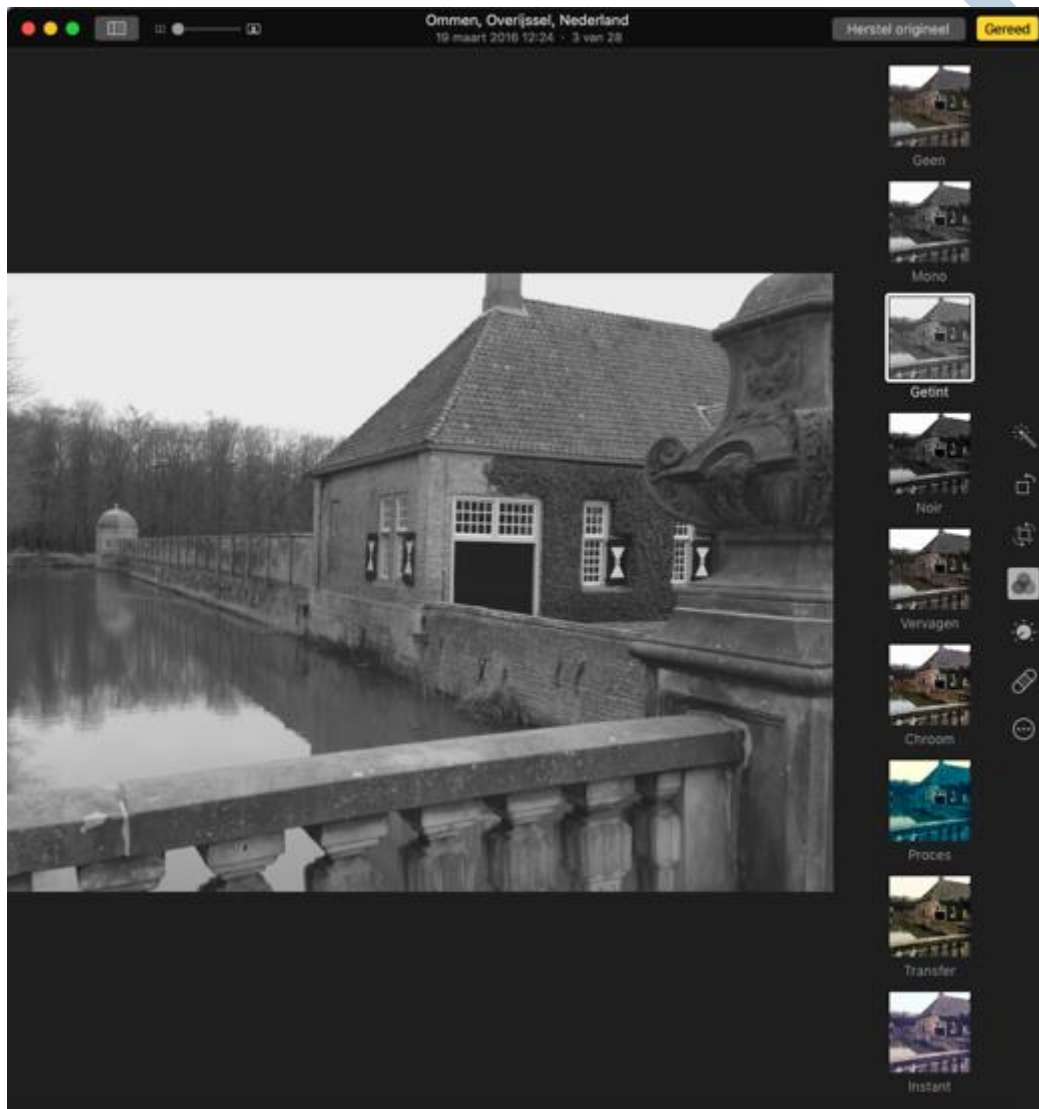 Ommen, Overijssel, Nederland
19 maart 2016 12:24 · 3 van 28
Herstel origineel
Gereed
Geen
Mono
Getint
Noir
Vervagen
Chroom
Proces
Transfer
Instant